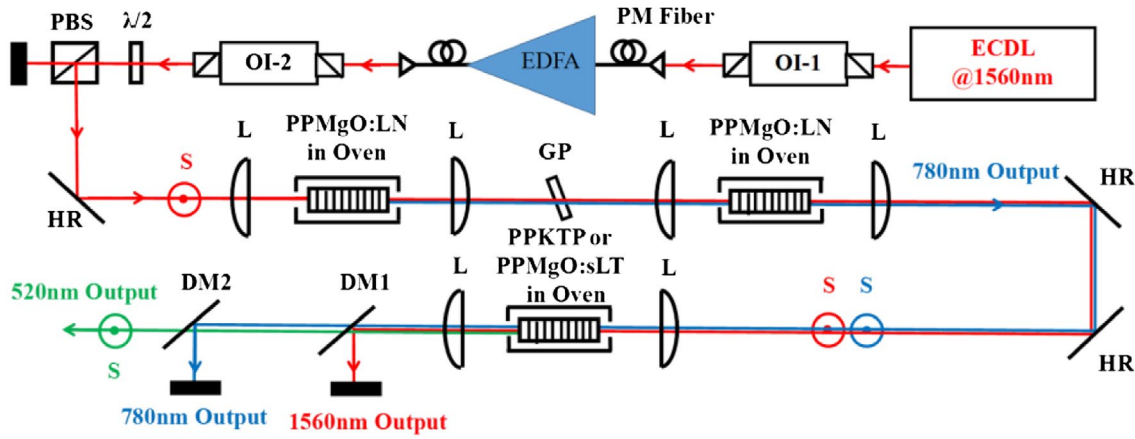 PBS
λ/2
PM Fiber
OI-2
EDFA
OI-1
ECDL
@1560nm
L
PPMgO:LN
in Oven
L
GP
L
PPMgO:LN
in Oven
L
780nm Output
HR
S
HR
PPKTP or
PPMgO:sLT
in Oven
L
L
S
S
HR
520nm Output
DM2
DM1
S
780nm Output
1560nm Output